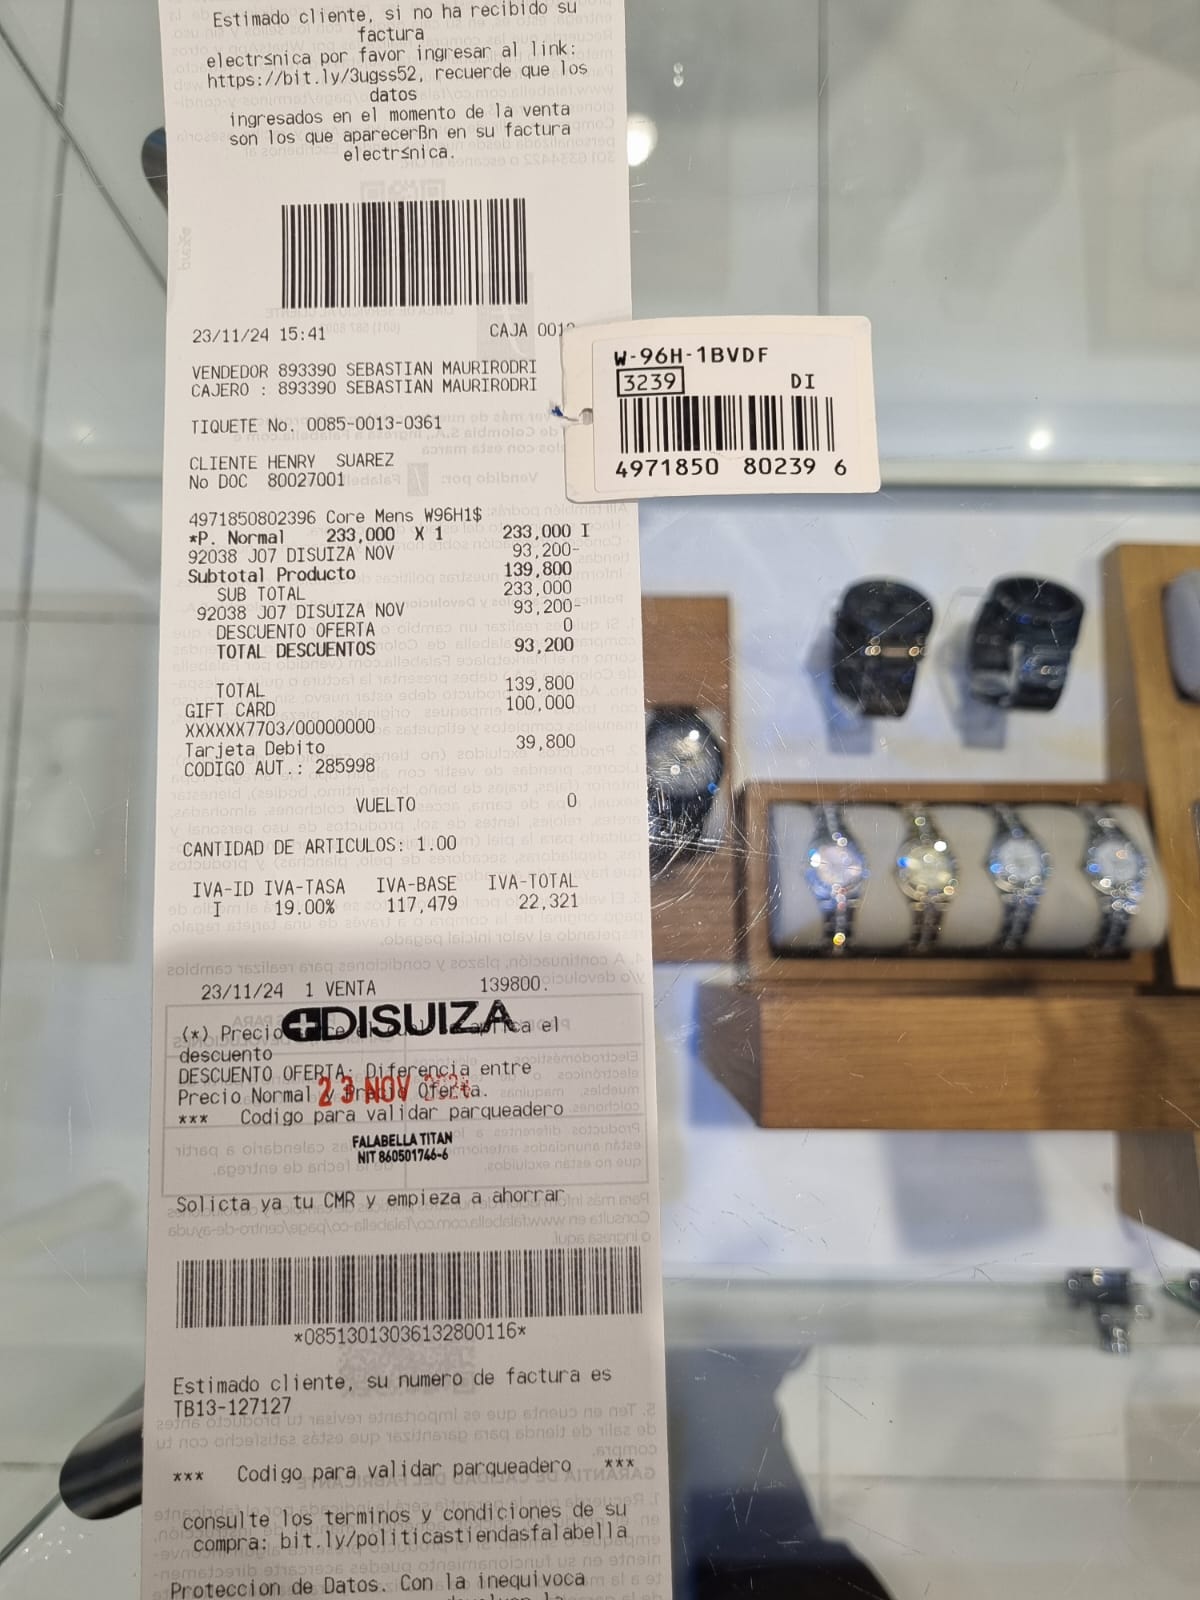 Estimado cliente, si no ha recibido su
factura
electrsnica por favor ingresar al link:
https://bit.ly/3ugss52, recuerde que los
datos
ingresados en el momento de la venta
son los que aparecerßn en su factura
electrsnica.
23/11/24 15:41 CAJA
VENDEDOR 893390 SEBASTIAN MAURIRODRI
CAJERO : 893390 SEBASTIAN MAURIRODRI
TIQUETE No. 0085-0013-0361
CLIENTE HENRY SUAREZ
No DOC 80027001
W-96H-1BVDF
3239 DI
4971850 80239 6
4971850802396 Core Mens W96H1$
*P. Normal 233,000 X 1 233,000 I
92038 J07 DISUIZA NOV 93,200-
Subtotal Producto 139,800
SUB TOTAL 233,000
92038 J07 DISUIZA NOV 93,200-
DESCUENTO OFERTA 0
TOTAL DESCUENTOS 93,200
TOTAL 139,800
GIFT CARD 100,000
XXXXXX7703/00000000
Tarjeta Debito 39,800
CODIGO AUT.: 285998
VUELTO 0
CANTIDAD DE ARTICULOS: 1.00
IVA-ID IVA-TASA IVA-BASE IVA-TOTAL
I 19.00% 117,479 22,321
23/11/24 1 VENTA 139800.
DISUIZA
(*) Precio aplica el
descuento
DESCUENTO OFERTA: Diferencia entre
Precio Normal y Precio Oferta.
23 NOV 2024
*** Codigo para validar parqueadero
FALABELLA TITAN
NIT 860501746-6
Solicta ya tu CMR y empieza a ahorrar
*08513013036132800116*
Estimado cliente, su numero de factura es
TB13-127127
*** Codigo para validar parqueadero ***
consulte los terminos y condiciones de su
compra: bit.ly/politicastiendasfalabella
Proteccion de Datos. Con la inequivoca